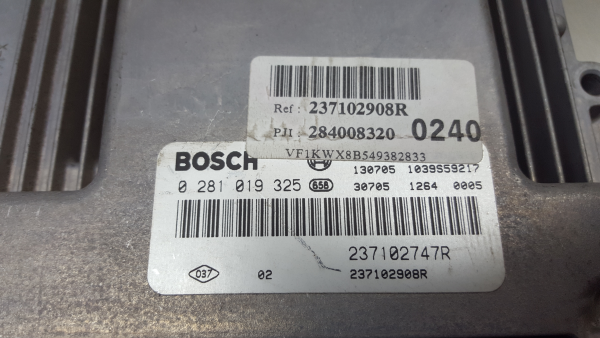 Ref : 237102908R
PJI : 284008320 0240
VF1KWX8B549382833
BOSCH 130705 1039S59217
0 281 019 325 65B 30705 1264 0005
237102747R
037 02 237102908R